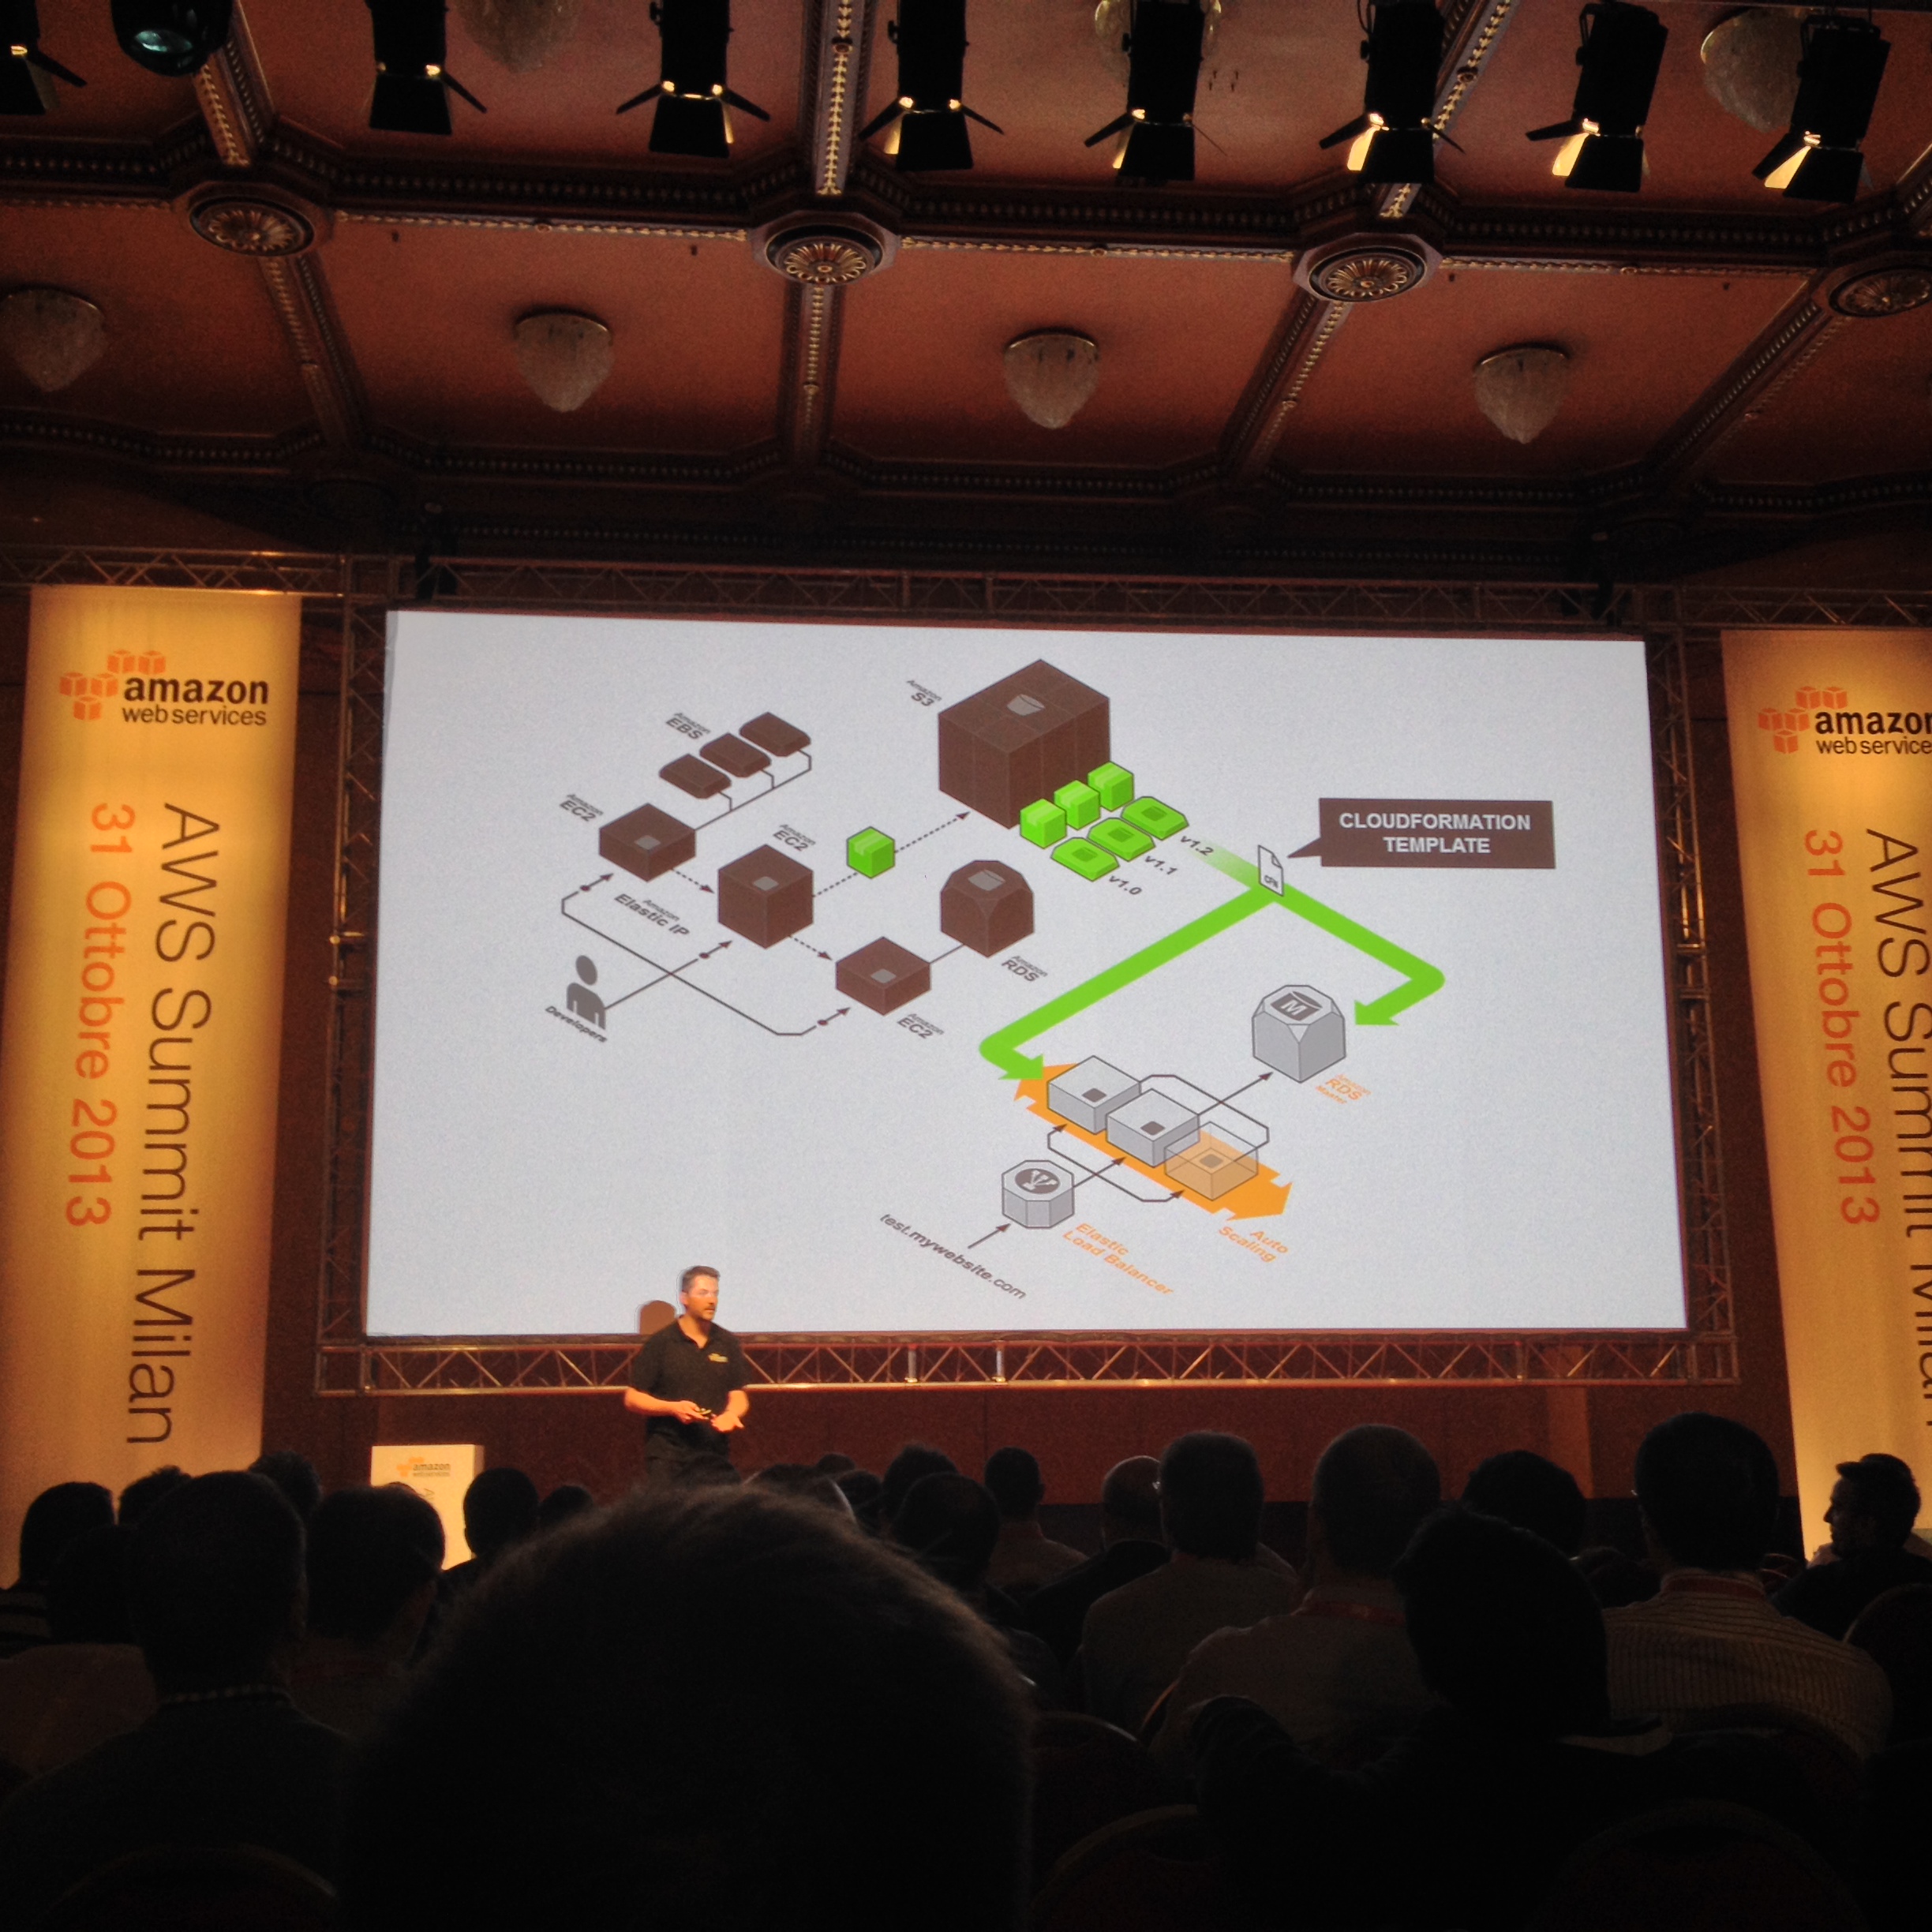 amazon
web services
AWS Summit Milan
31 Ottobre 2013
Amazon
S3
Amazon
EBS
Amazon
EC2
Amazon
EC2
v1.2
v1.1
v1.0
CLOUDFORMATION
TEMPLATE
CFN
Amazon
Elastic IP
Amazon
RDS
Developers
Amazon
EC2
M
Amazon
RDS
Master
test.mywebsite.com
Elastic
Load Balancer
Auto
Scaling
amazon
web services
amazon
web service
AWS Summit Milan
31 Ottobre 2013